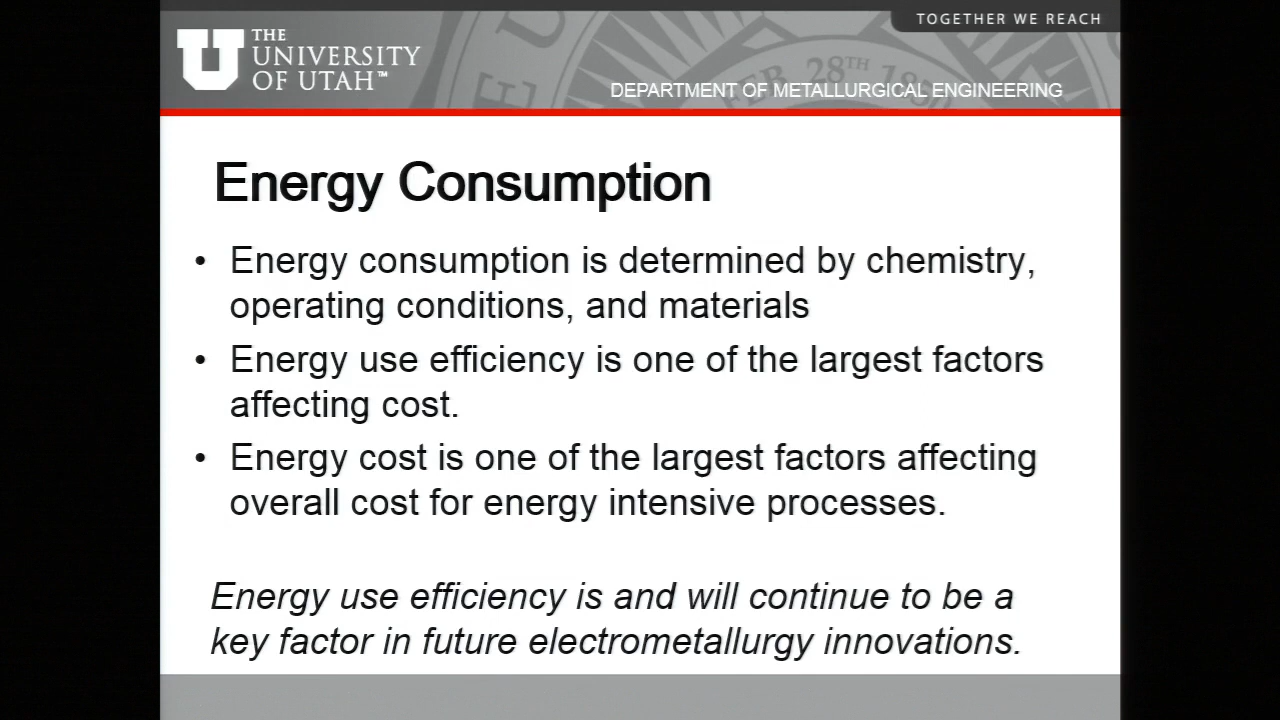 TOGETHER WE REACH
THE
UNIVERSITY
OF UTAH™
FEB 28TH 1850
DEPARTMENT OF METALLURGICAL ENGINEERING
Energy Consumption
• Energy consumption is determined by chemistry,
operating conditions, and materials
• Energy use efficiency is one of the largest factors
affecting cost.
• Energy cost is one of the largest factors affecting
overall cost for energy intensive processes.
Energy use efficiency is and will continue to be a
key factor in future electrometallurgy innovations.